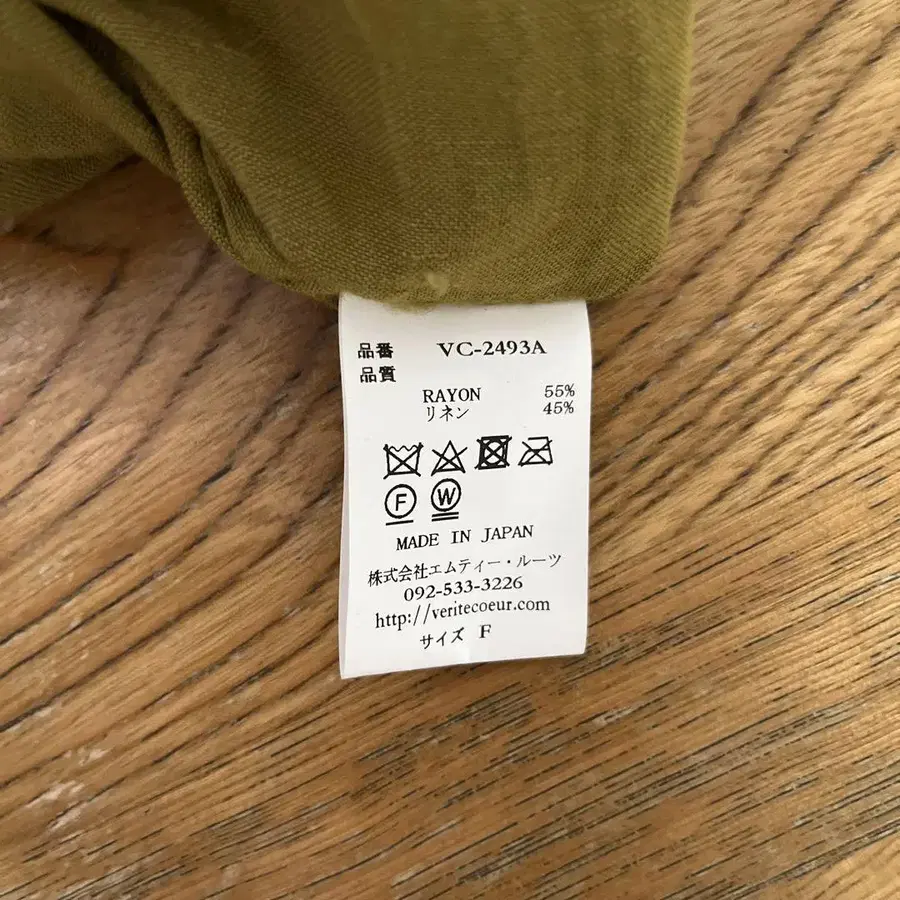 品番 VC-2493A
品質
RAYON 55%
リネン 45%
F W
MADE IN JAPAN
株式会社エムティー・ルーツ
092-533-3226
http://veritecoeur.com
サイズ F